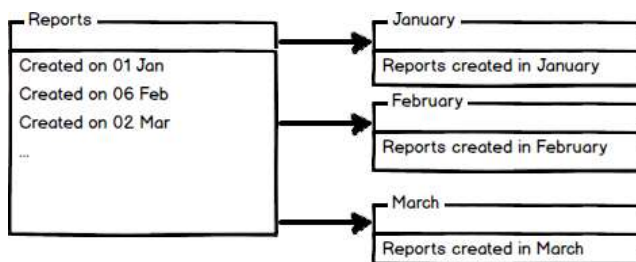 Reports
Created on 01 Jan
Created on 06 Feb
Created on 02 Mar
...
January
Reports created in January
February
Reports created in February
March
Reports created in March